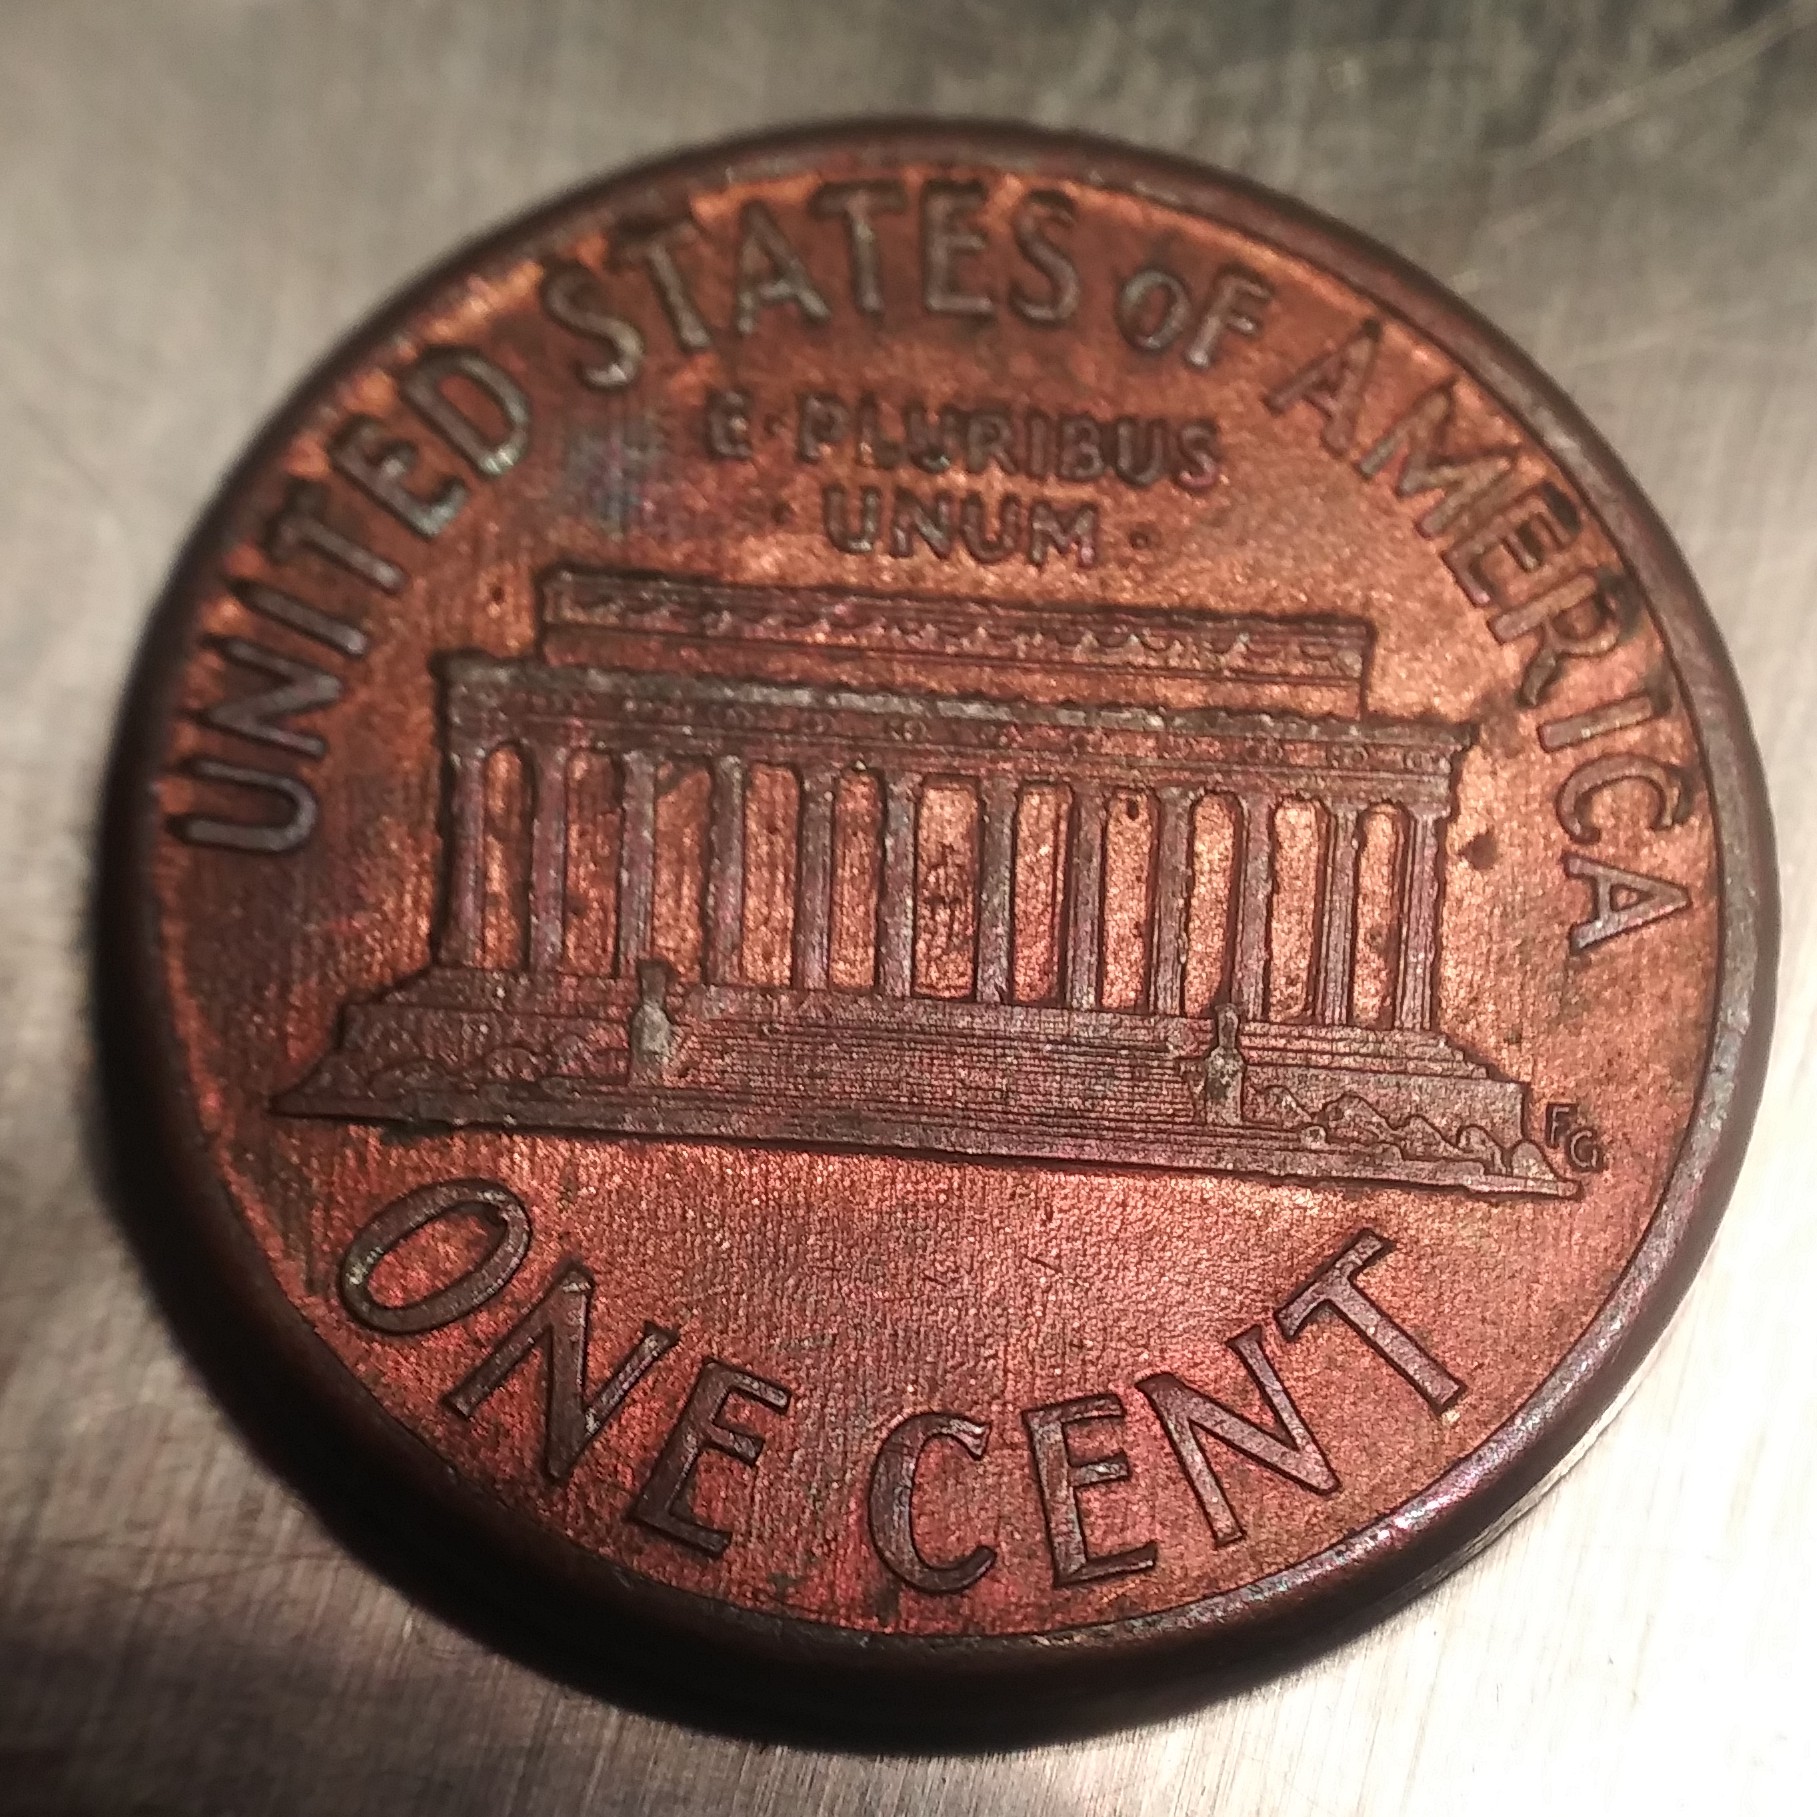 UNITED STATES OF AMERICA
E·PLURIBUS
·UNUM·
FG
ONE CENT